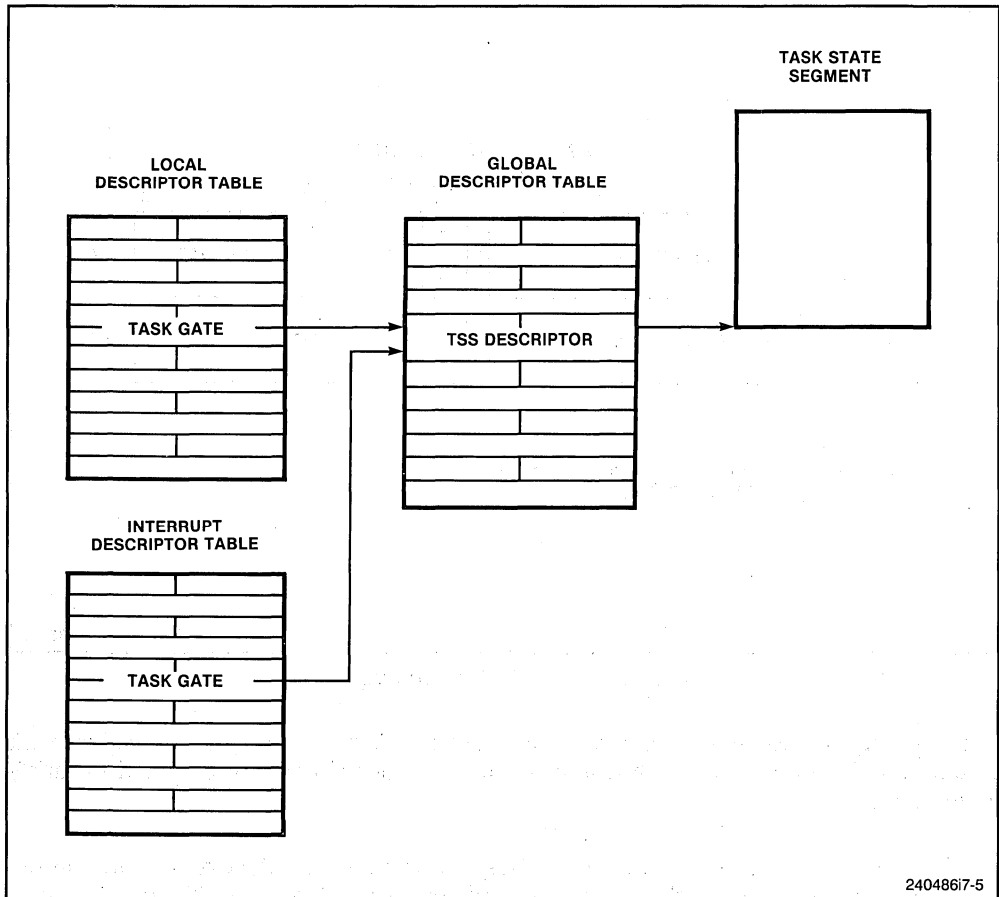 TASK STATE
SEGMENT
LOCAL
DESCRIPTOR TABLE
GLOBAL
DESCRIPTOR TABLE
TASK GATE
TSS DESCRIPTOR
INTERRUPT
DESCRIPTOR TABLE
TASK GATE
240486i7-5